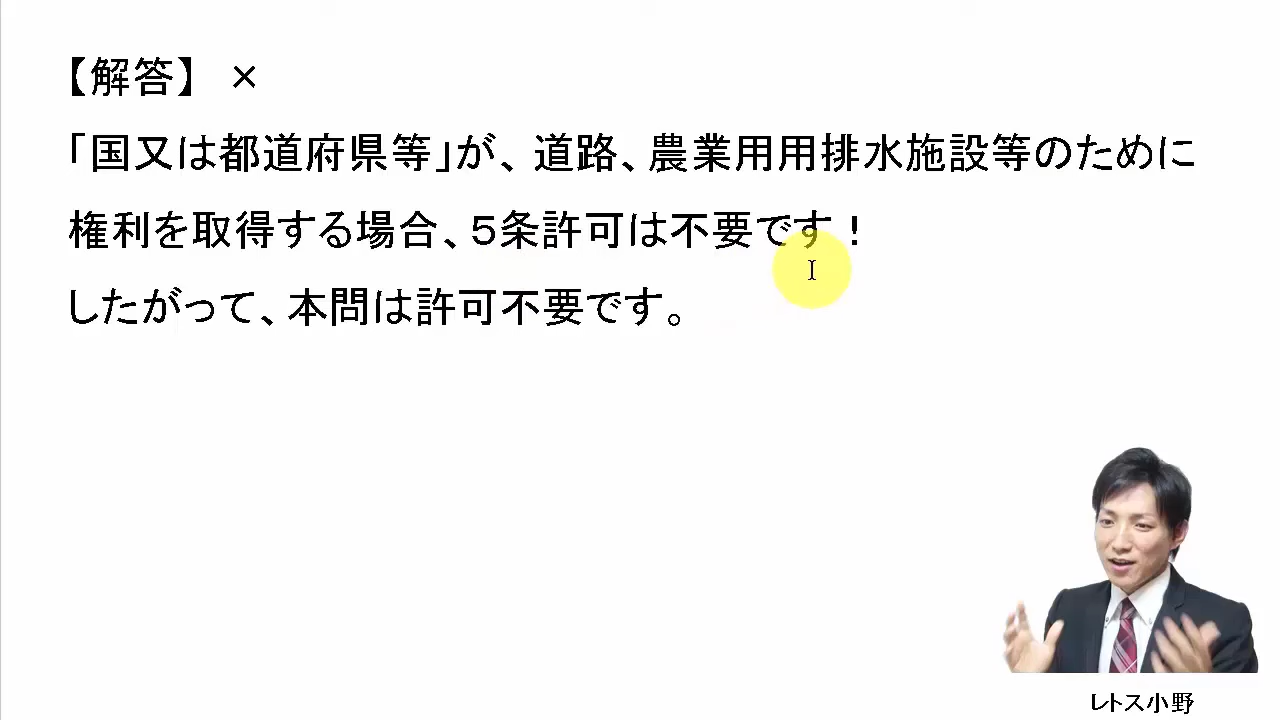 【解答】 ×
「国又は都道府県等」が、道路、農業用用排水施設等のために
権利を取得する場合、５条許可は不要です！
したがって、本問は許可不要です。
レトス小野